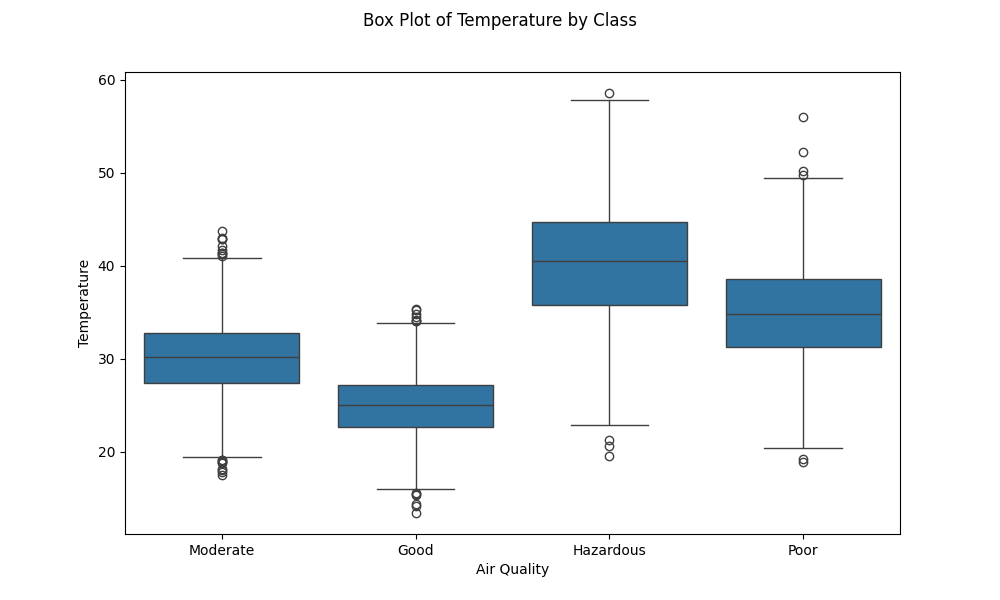 Box Plot of Temperature by Class
60
50
40
30
20
Temperature
Moderate Good Hazardous Poor
Air Quality